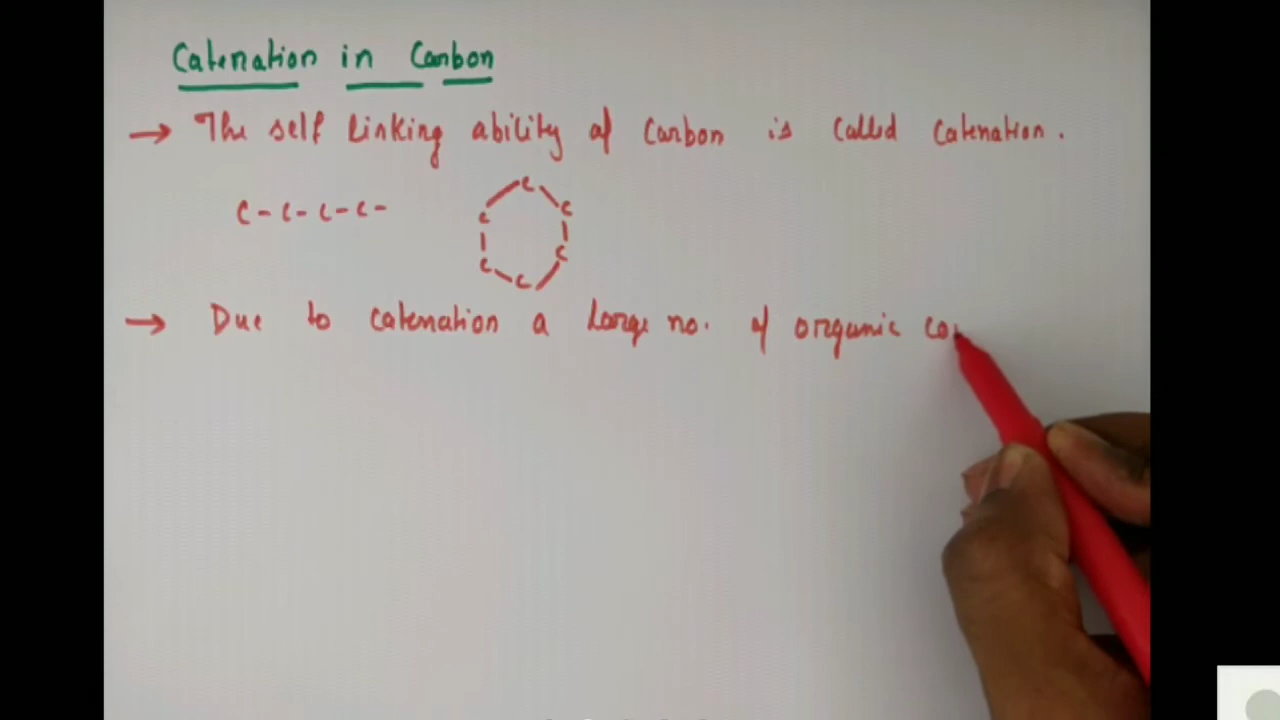 Catenation in Carbon
→ The self linking ability of Carbon is called Catenation.
C-C-C-C-
C
C C
C C
C
→ Due to catenation a large no. of organic co